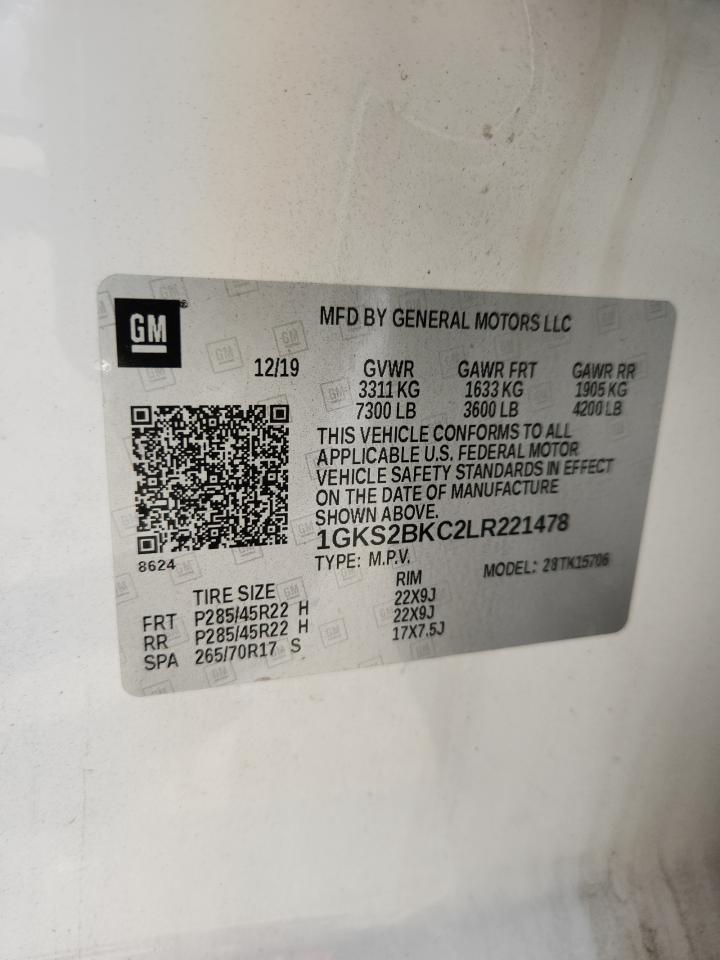 GM
MFD BY GENERAL MOTORS LLC
12/19 GVWR GAWR FRT GAWR RR
3311 KG 1633 KG 1905 KG
7300 LB 3600 LB 4200 LB
THIS VEHICLE CONFORMS TO ALL
APPLICABLE U.S. FEDERAL MOTOR
VEHICLE SAFETY STANDARDS IN EFFECT
ON THE DATE OF MANUFACTURE
SHOWN ABOVE.
1GKS2BKC2LR221478
8624
TYPE: M.P.V. MODEL: 28TK15706
TIRE SIZE RIM
FRT P285/45R22 H 22X9J
RR P285/45R22 H 22X9J
SPA 265/70R17 S 17X7.5J